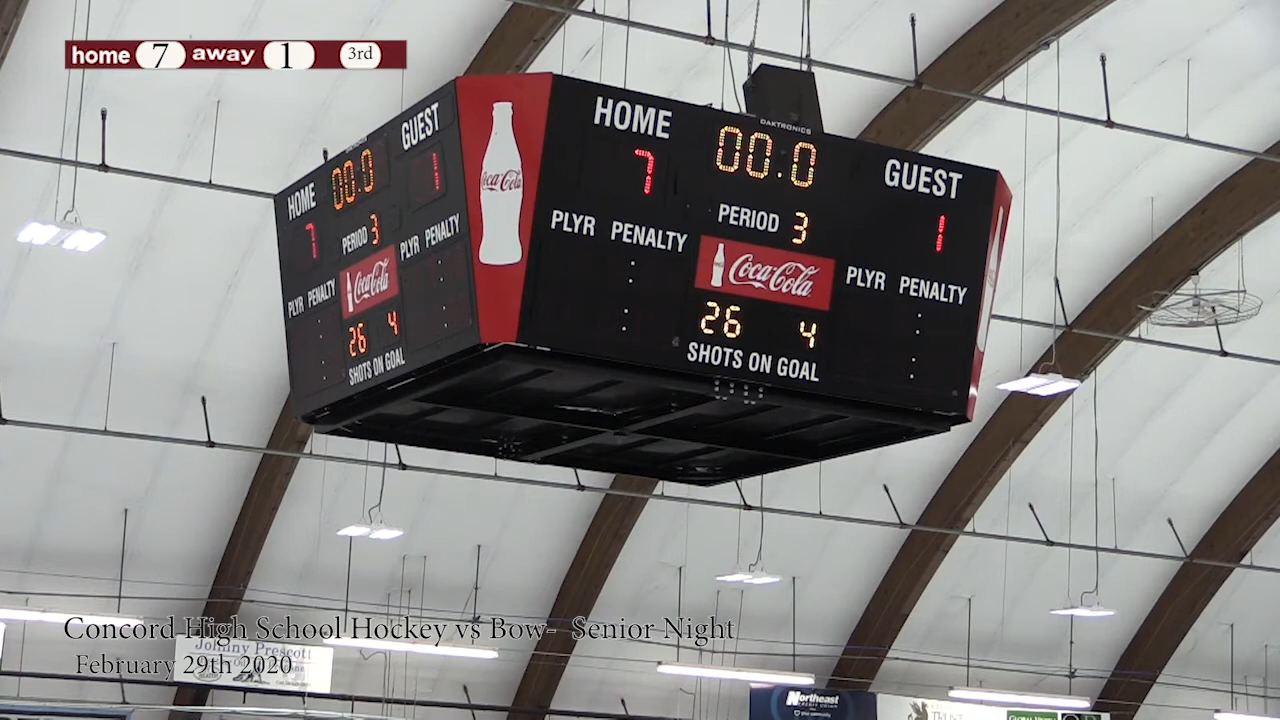 home 7 away 1 3rd
DAKTRONICS
HOME 00.0 GUEST
7 1
PERIOD 3
PLYR PENALTY PLYR PENALTY
Coca-Cola
26 4
SHOTS ON GOAL
Coca-Cola
HOME 00:0 GUEST
7 1
PERIOD 3
PLYR PENALTY PLYR PENALTY
Coca-Cola
26 4
SHOTS ON GOAL
Concord High School Hockey vs Bow- Senior Night
February 29th 2020
Johnny Prescott
Northeast
CREDIT UNION